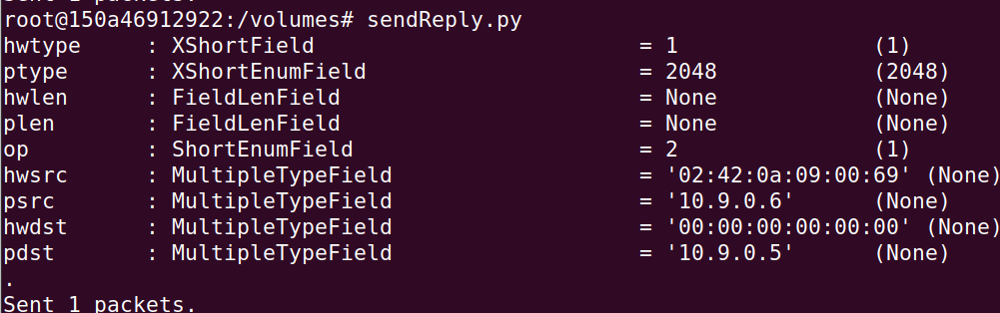 Sent 1 packets.
root@150a46912922:/volumes# sendReply.py
hwtype     : XShortField                         = 1               (1)
ptype      : XShortEnumField                     = 2048            (2048)
hwlen      : FieldLenField                       = None            (None)
plen       : FieldLenField                       = None            (None)
op         : ShortEnumField                      = 2               (1)
hwsrc      : MultipleTypeField                   = '02:42:0a:09:00:69' (None)
psrc       : MultipleTypeField                   = '10.9.0.6'      (None)
hwdst      : MultipleTypeField                   = '00:00:00:00:00:00' (None)
pdst       : MultipleTypeField                   = '10.9.0.5'      (None)
.
Sent 1 packets.